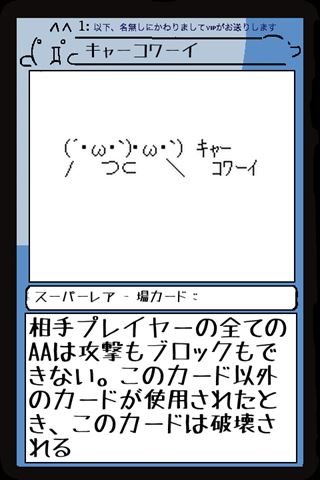 1: 以下、名無しにかわりましてVIPがお送りします
キャーコワーイ
(´・ω・`)・ω・`) キャー
/ つ⊂ \ コワーイ
スーパーレア - 場カード :
相手プレイヤーの全ての
AAは攻撃もブロックもで
きない。このカード以外
のカードが使用されたと
き、このカードは破壊さ
れる